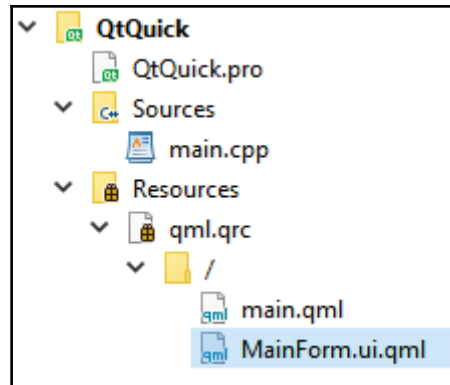 QtQuick
QtQuick.pro
Sources
main.cpp
Resources
qml.qrc
/
main.qml
MainForm.ui.qml